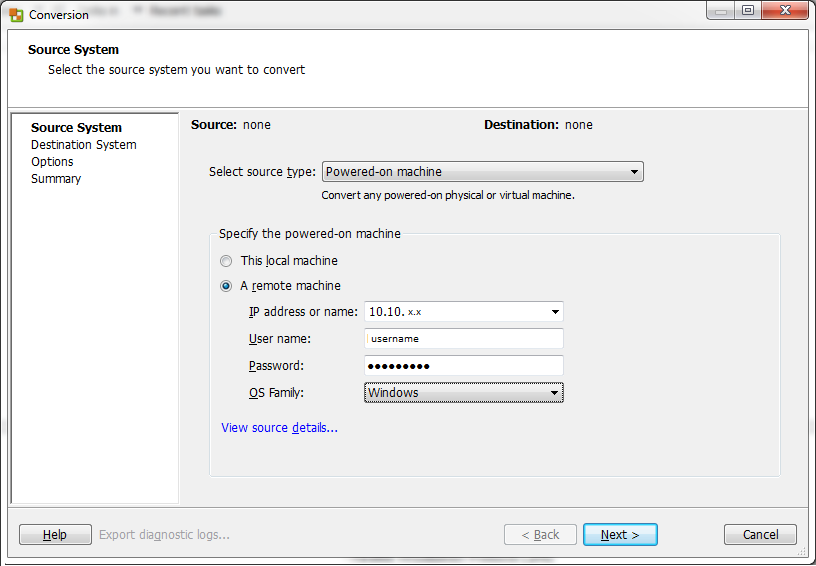 Recent tasks
Conversion
Source System
Select the source system you want to convert
Source System
Destination System
Options
Summary
Source: none Destination: none
Select source type: Powered-on machine
Convert any powered-on physical or virtual machine.
Specify the powered-on machine
This local machine
A remote machine
IP address or name: 10.10. x.x
User name: username
Password: •••••••••
OS Family: Windows
View source details...
Help Export diagnostic logs... < Back Next > Cancel